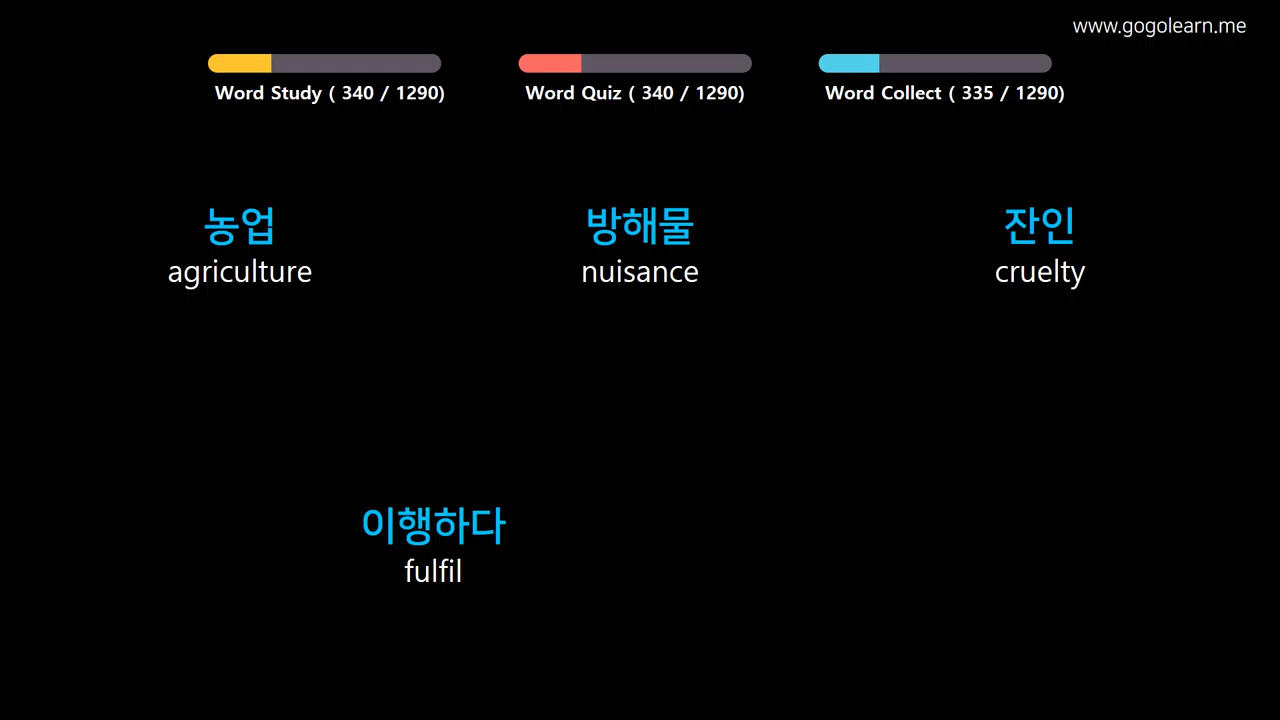 www.gogolearn.me
Word Study ( 340 / 1290)
Word Quiz ( 340 / 1290)
Word Collect ( 335 / 1290)
농업
agriculture
방해물
nuisance
잔인
cruelty
이행하다
fulfil